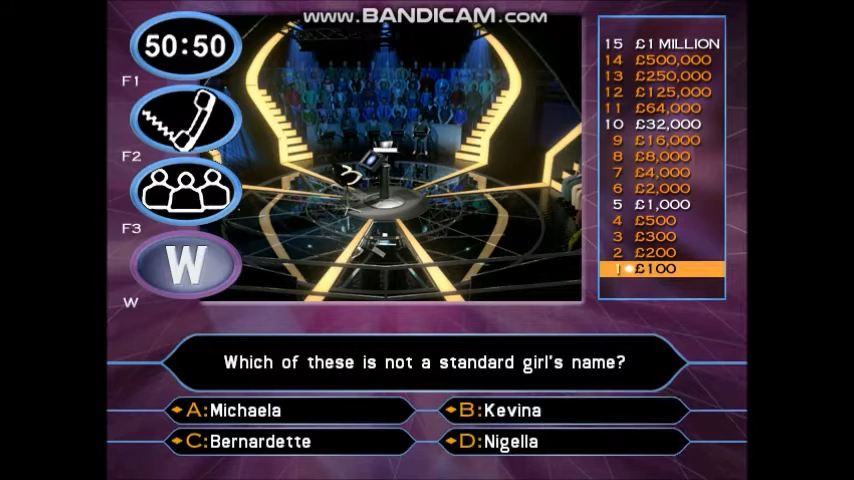 www.BANDICAM.com
50:50
F1
F2
F3
W
W
15 £1 MILLION
14 £500,000
13 £250,000
12 £125,000
11 £64,000
10 £32,000
9 £16,000
8 £8,000
7 £4,000
6 £2,000
5 £1,000
4 £500
3 £300
2 £200
1 £100
Which of these is not a standard girl's name?
A: Michaela
B: Kevina
C: Bernardette
D: Nigella